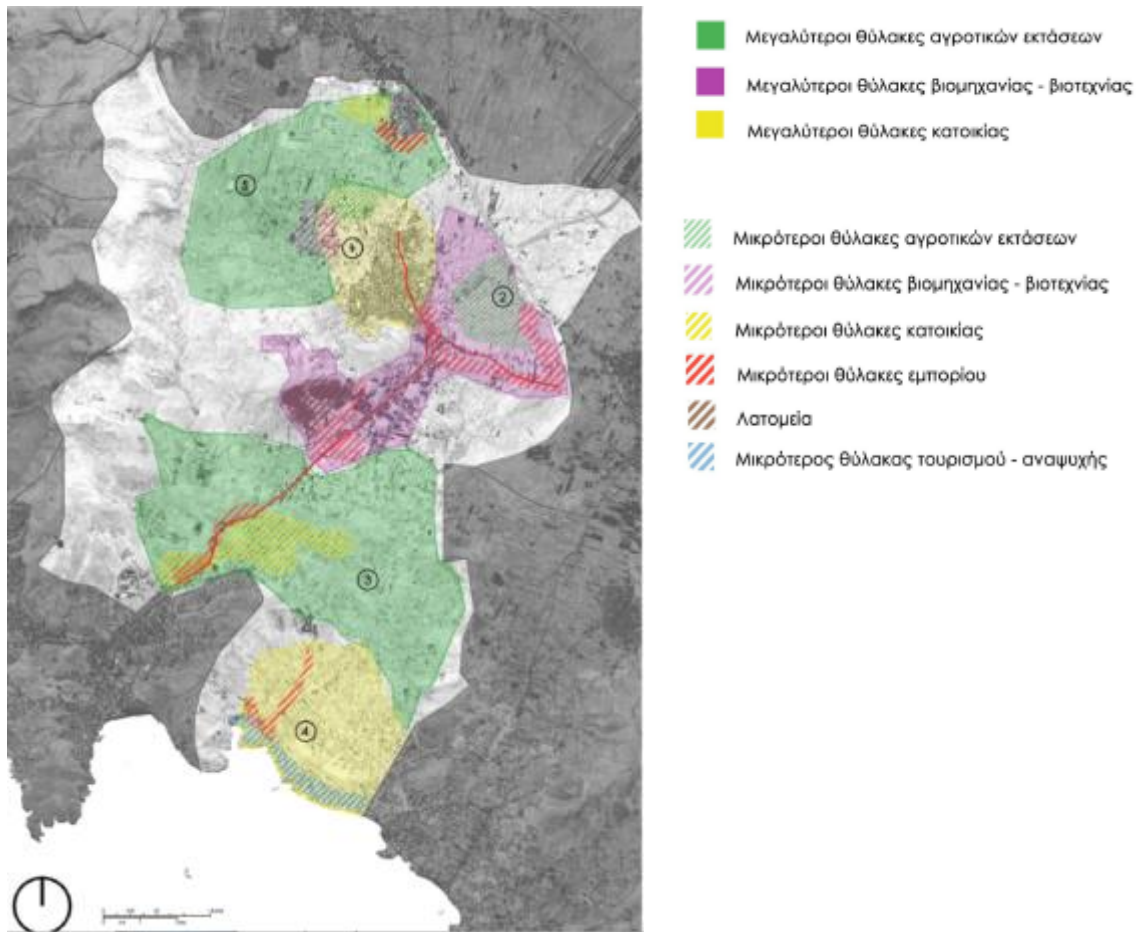 Μεγαλύτεροι θύλακες αγροτικών εκτάσεων
Μεγαλύτεροι θύλακες βιομηχανίας - βιοτεχνίας
Μεγαλύτεροι θύλακες κατοικίας
Μικρότεροι θύλακες αγροτικών εκτάσεων
Μικρότεροι θύλακες βιομηχανίας - βιοτεχνίας
Μικρότεροι θύλακες κατοικίας
Μικρότεροι θύλακες εμπορίου
Λατομεία
Μικρότερος θύλακας τουρισμού - αναψυχής
5
2
3
4